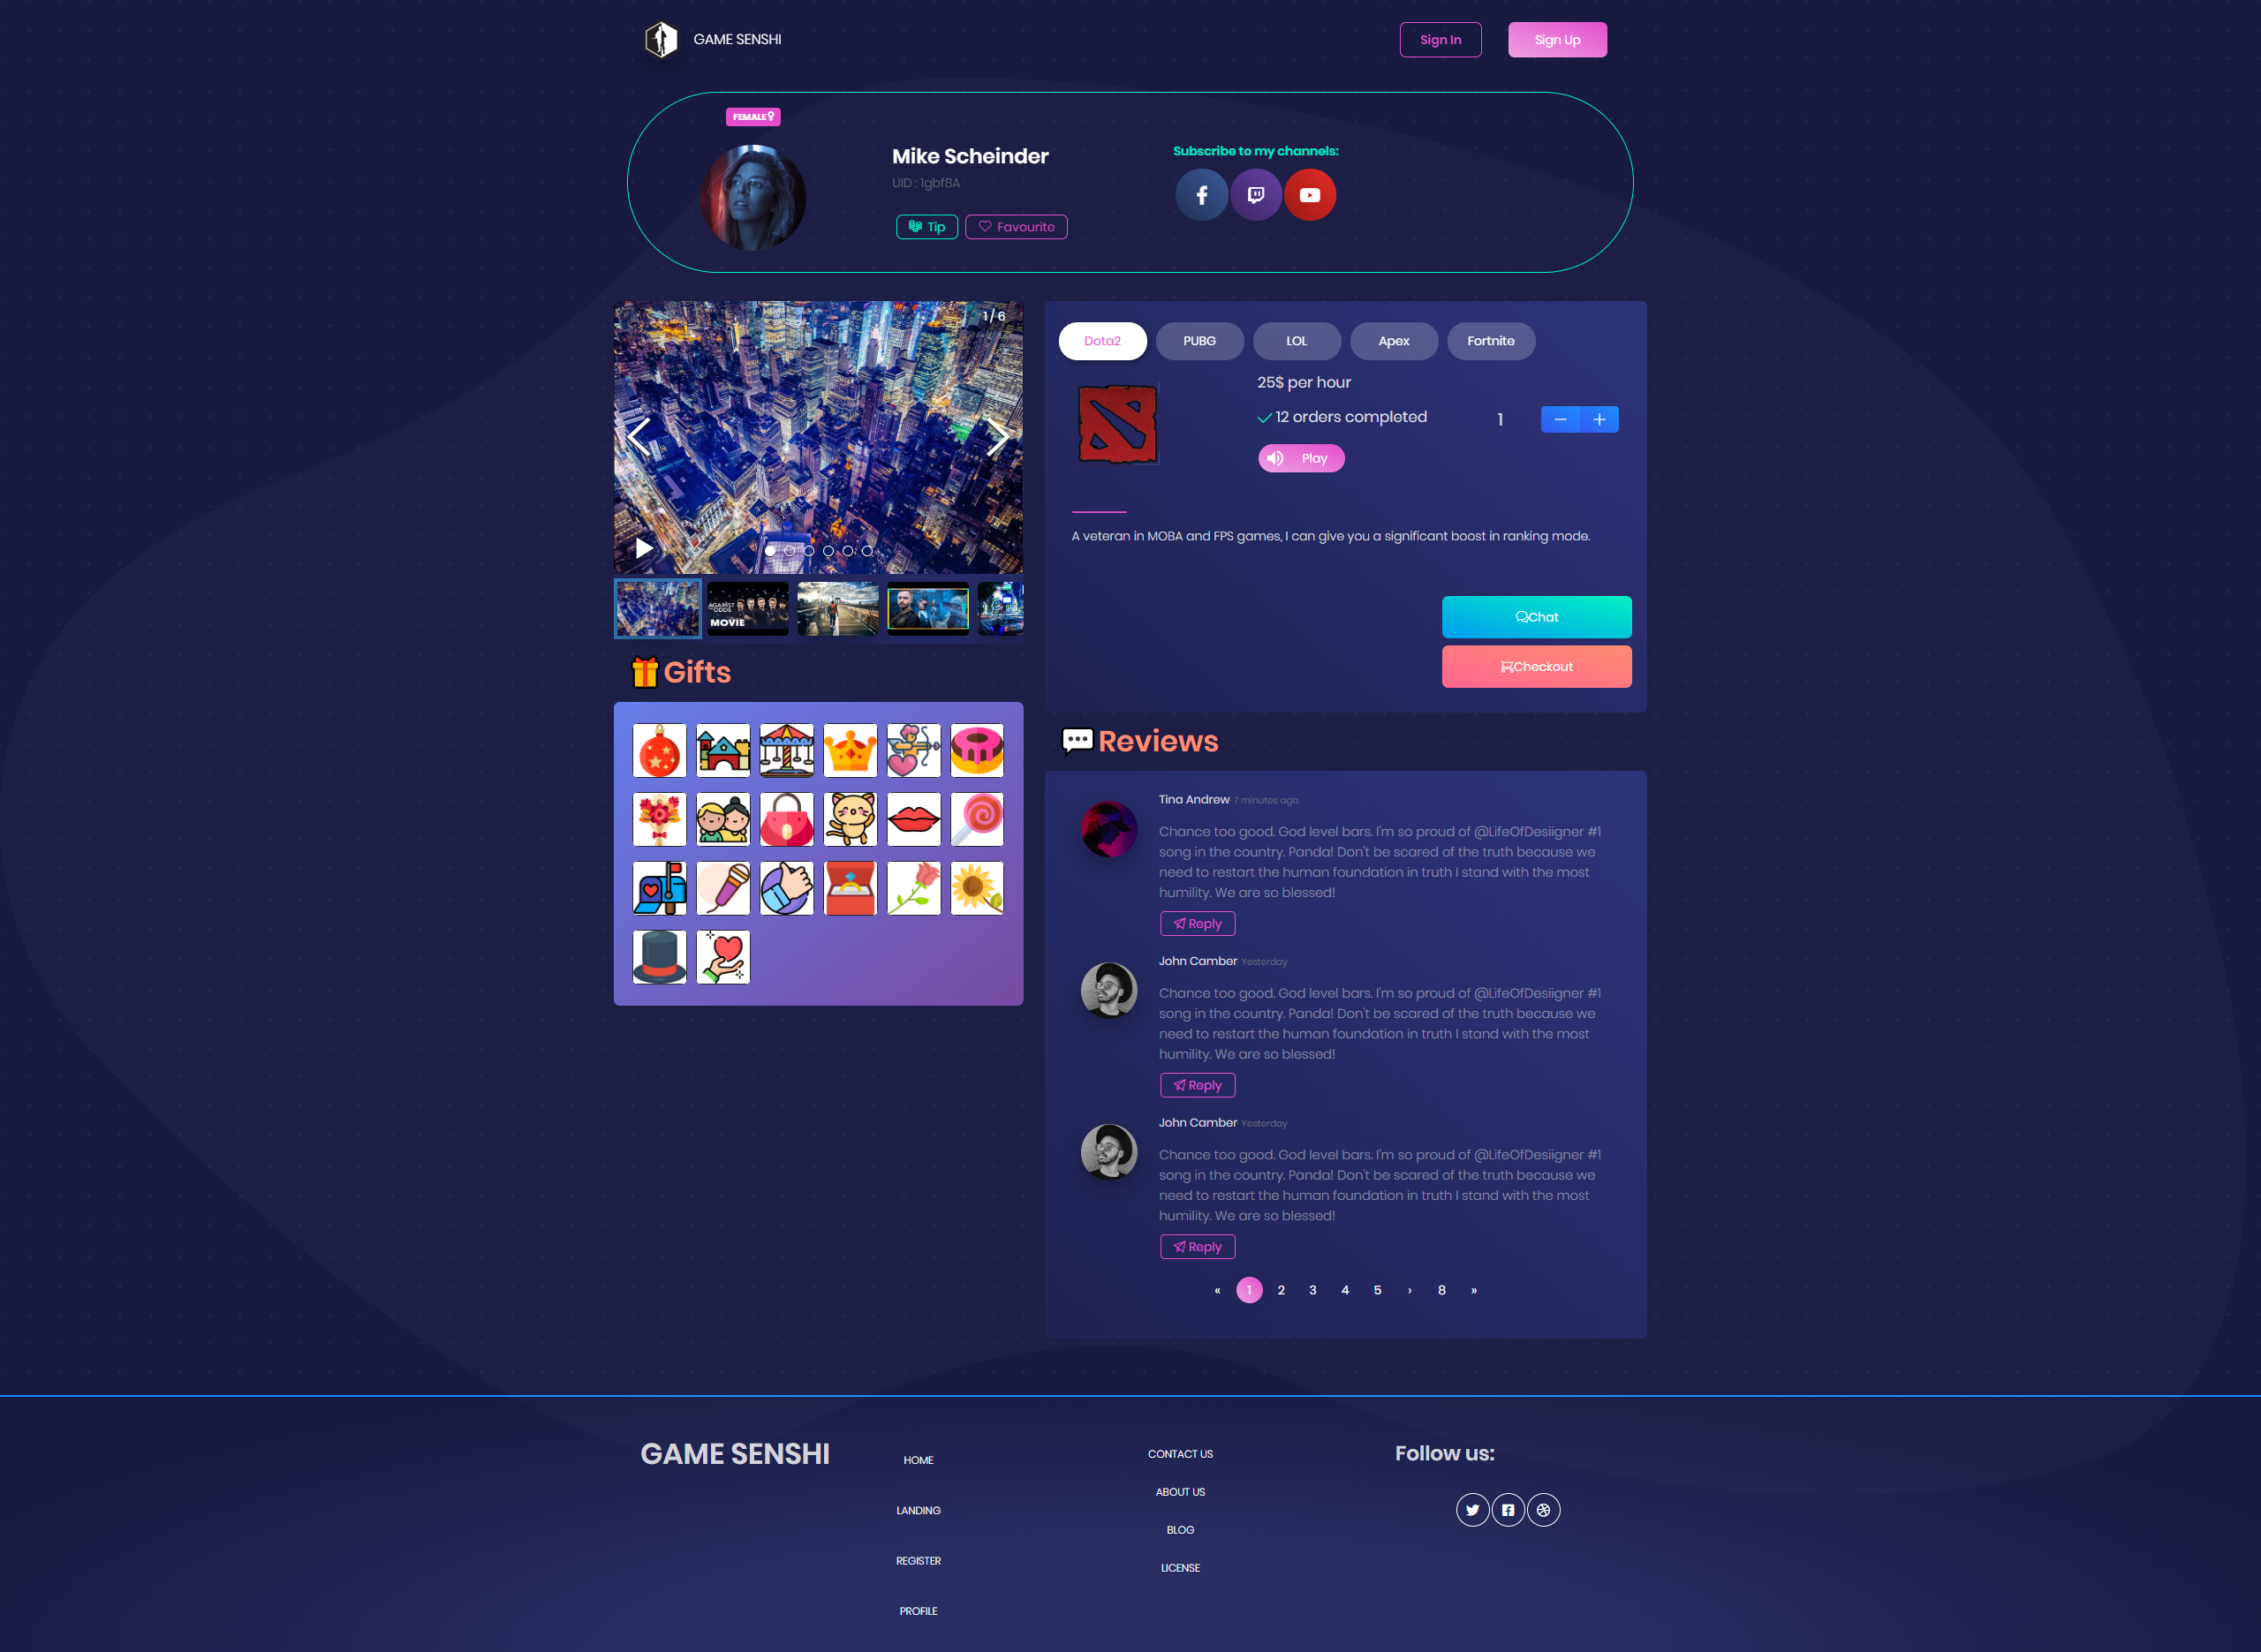 GAME SENSHI
Sign In
Sign Up
FEMALE
Mike Scheinder
UID : 1gbf8A
Tip
Favourite
Subscribe to my channels:
1 / 6
AGAINST
ODDS
MOVIE
Gifts
Dota2
PUBG
LOL
Apex
Fortnite
25$ per hour
12 orders completed
1
Play
A veteran in MOBA and FPS games, I can give you a significant boost in ranking mode.
Chat
Checkout
Reviews
Tina Andrew 7 minutes ago
Chance too good. God level bars. I'm so proud of @LifeOfDesiigner #1
song in the country. Panda! Don't be scared of the truth because we
need to restart the human foundation in truth I stand with the most
humility. We are so blessed!
Reply
John Camber Yesterday
Chance too good. God level bars. I'm so proud of @LifeOfDesiigner #1
song in the country. Panda! Don't be scared of the truth because we
need to restart the human foundation in truth I stand with the most
humility. We are so blessed!
Reply
John Camber Yesterday
Chance too good. God level bars. I'm so proud of @LifeOfDesiigner #1
song in the country. Panda! Don't be scared of the truth because we
need to restart the human foundation in truth I stand with the most
humility. We are so blessed!
Reply
« 1 2 3 4 5 › 8 »
GAME SENSHI
HOME
LANDING
REGISTER
PROFILE
CONTACT US
ABOUT US
BLOG
LICENSE
Follow us: